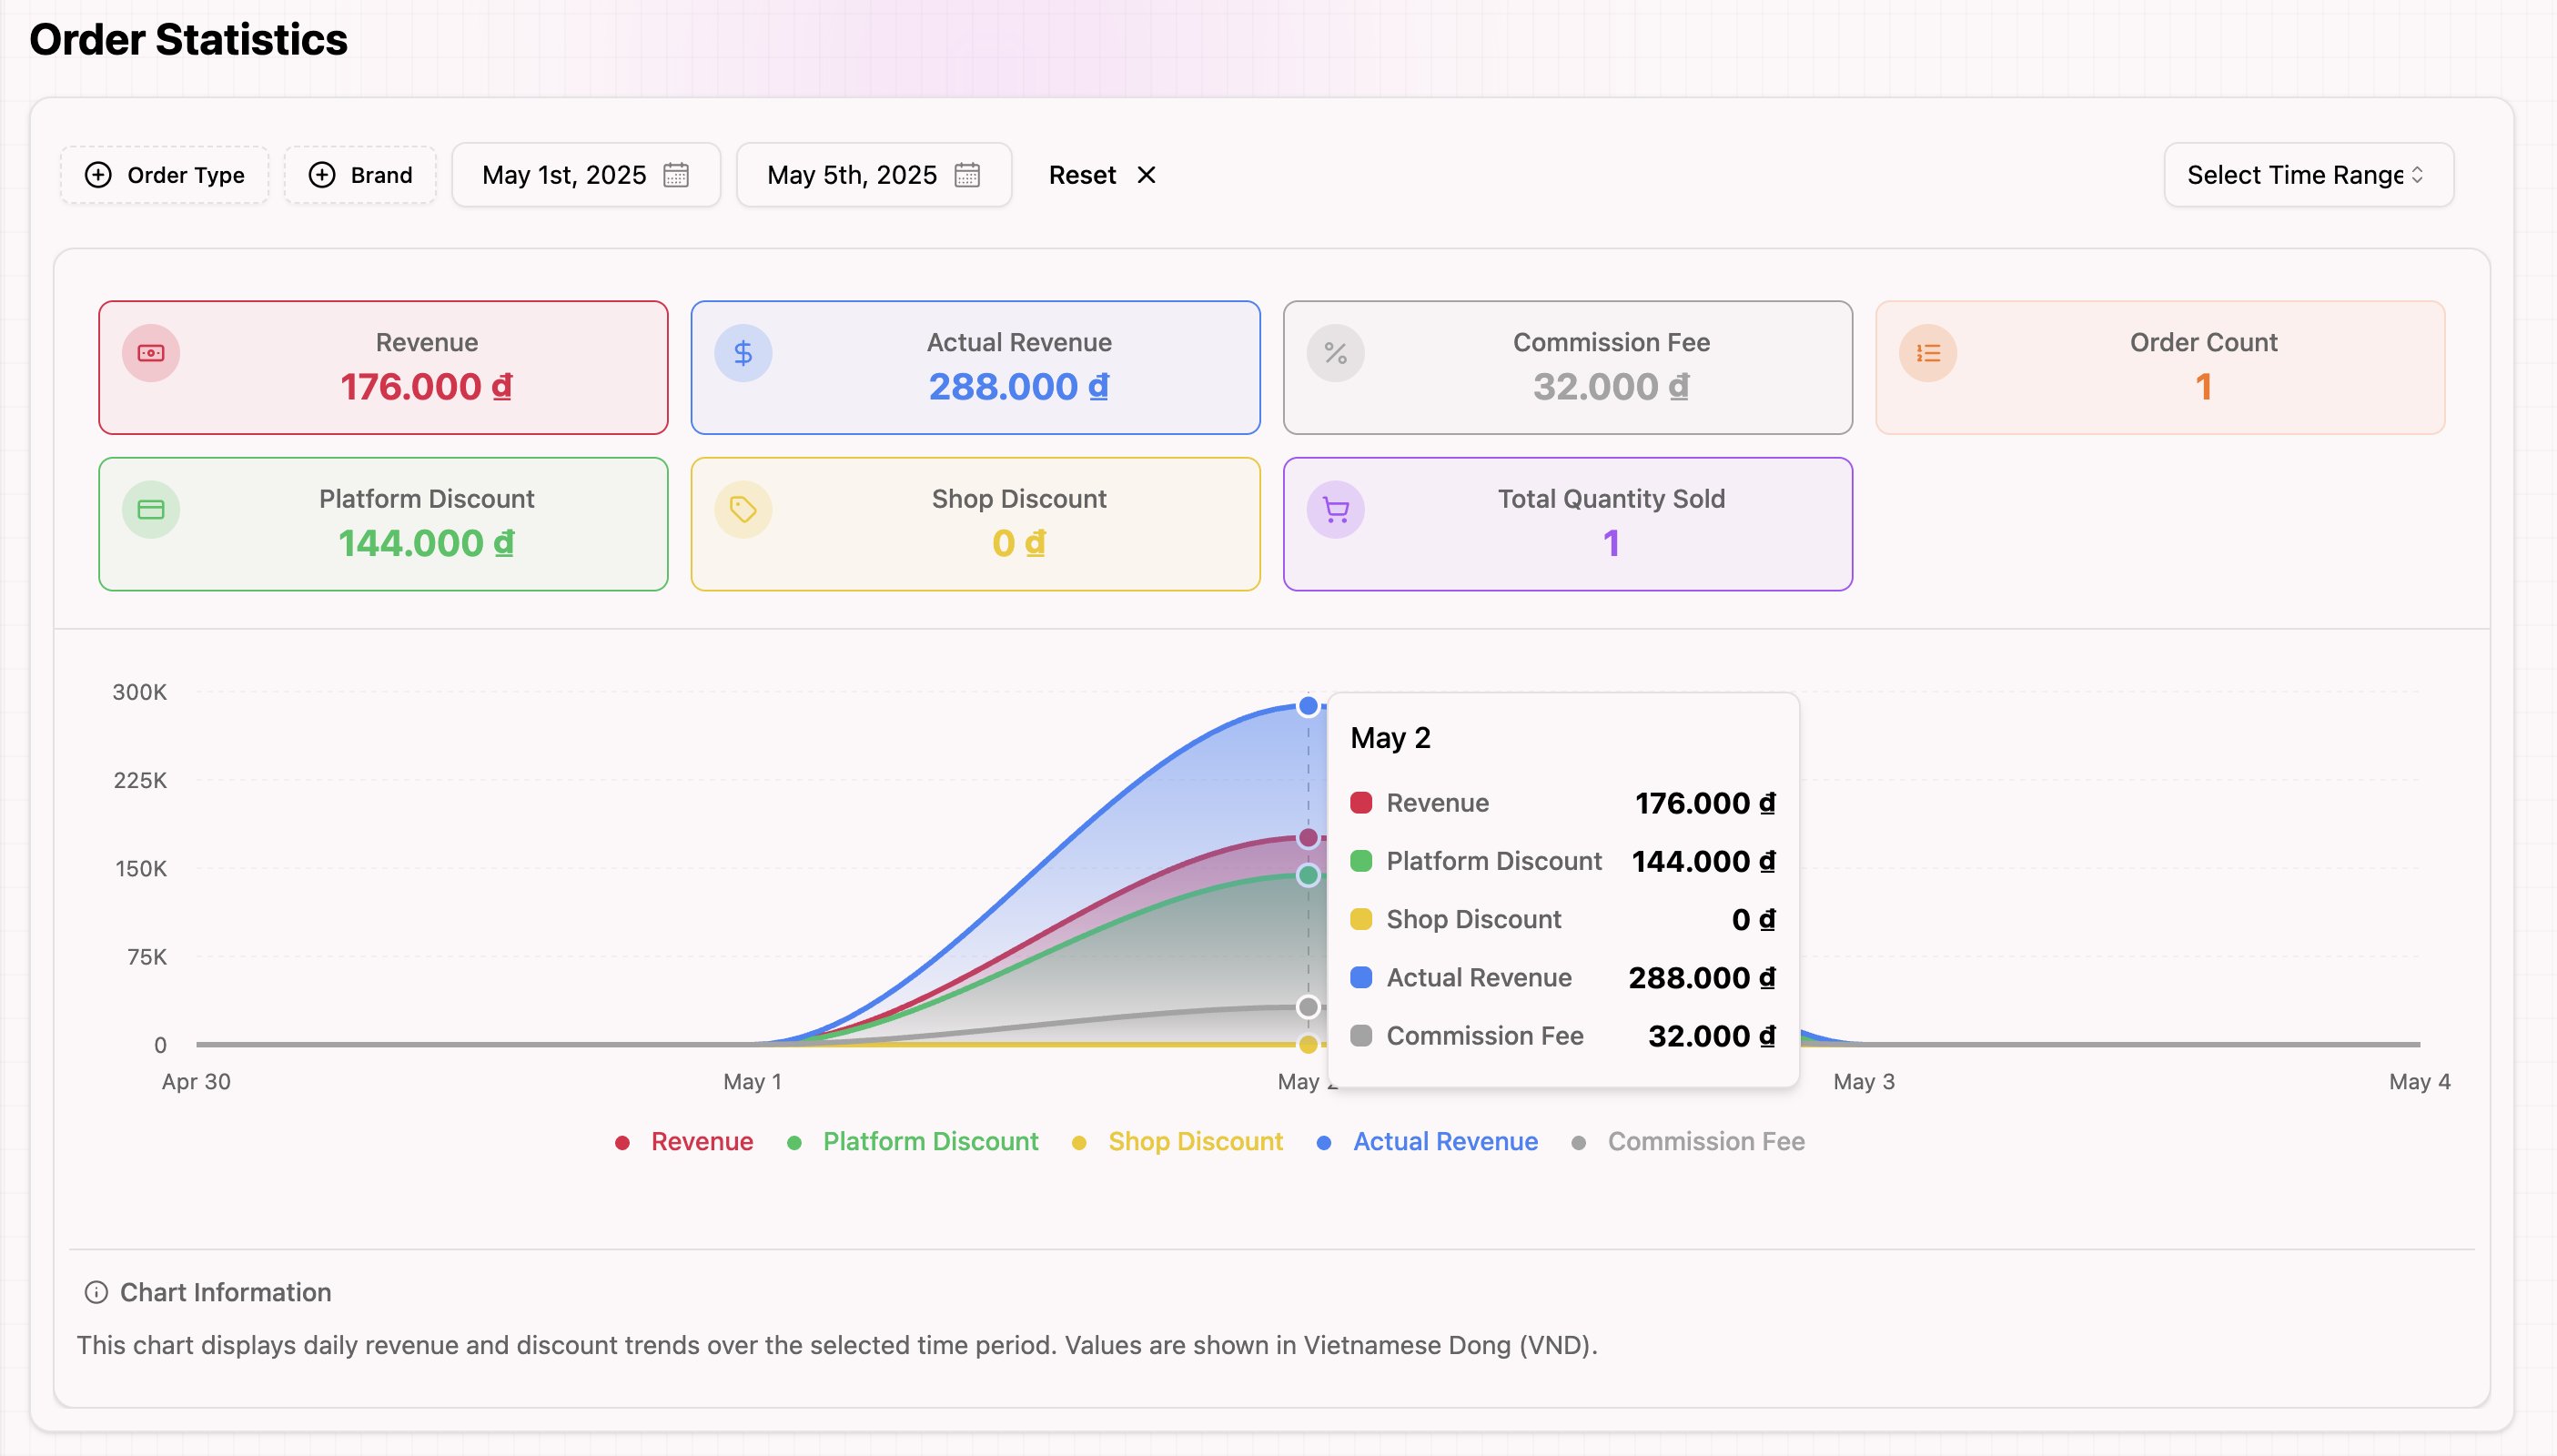 Order Statistics
Order Type
Brand
May 1st, 2025
May 5th, 2025
Reset
Select Time Range
Revenue
176.000 ₫
Actual Revenue
288.000 ₫
Commission Fee
32.000 ₫
Order Count
1
Platform Discount
144.000 ₫
Shop Discount
0 ₫
Total Quantity Sold
1
300K
225K
150K
75K
0
Apr 30
May 1
May 2
May 3
May 4
May 2
Revenue 176.000 ₫
Platform Discount 144.000 ₫
Shop Discount 0 ₫
Actual Revenue 288.000 ₫
Commission Fee 32.000 ₫
Revenue Platform Discount Shop Discount Actual Revenue Commission Fee
Chart Information
This chart displays daily revenue and discount trends over the selected time period. Values are shown in Vietnamese Dong (VND).